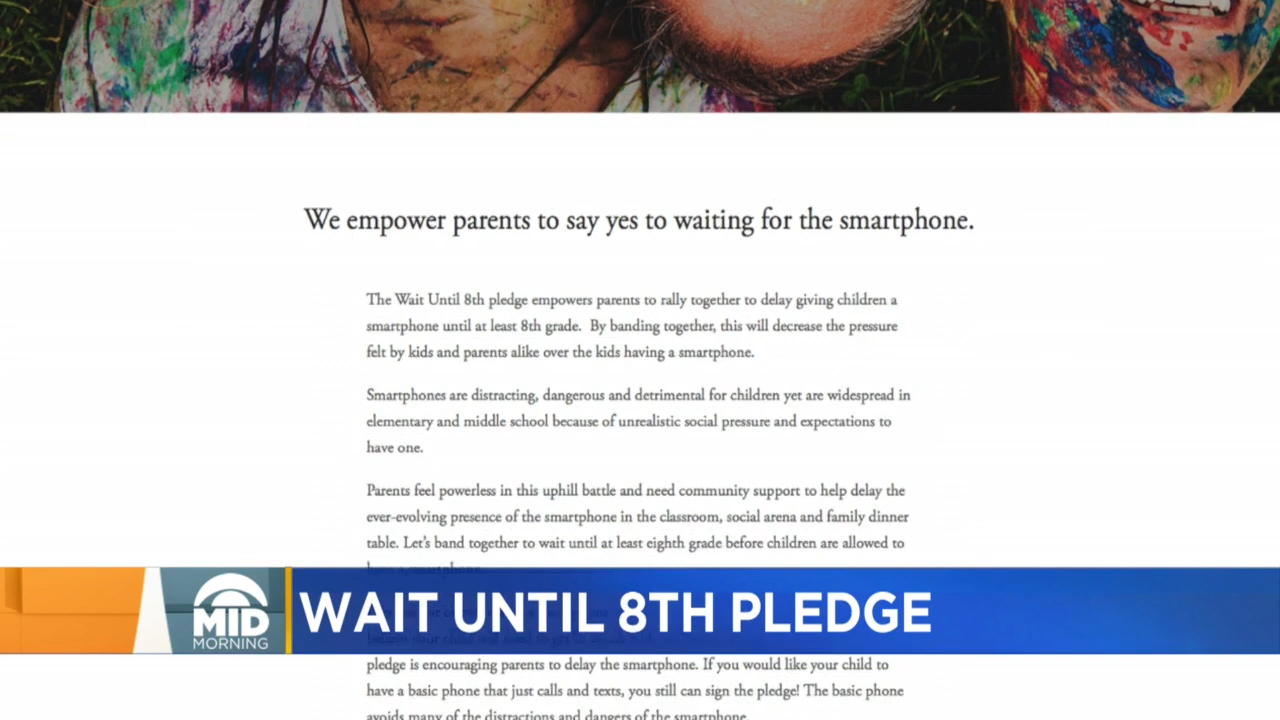 We empower parents to say yes to waiting for the smartphone.
The Wait Until 8th pledge empowers parents to rally together to delay giving children a
smartphone until at least 8th grade.  By banding together, this will decrease the pressure
felt by kids and parents alike over the kids having a smartphone.
Smartphones are distracting, dangerous and detrimental for children yet are widespread in
elementary and middle school because of unrealistic social pressure and expectations to
have one.
Parents feel powerless in this uphill battle and need community support to help delay the
ever-evolving presence of the smartphone in the classroom, social arena and family dinner
table. Let's band together to wait until at least eighth grade before children are allowed to
have a smartphone.
MID
MORNING
WAIT UNTIL 8TH PLEDGE
pledge is encouraging parents to delay the smartphone. If you would like your child to
have a basic phone that just calls and texts, you still can sign the pledge! The basic phone
avoids many of the distractions and dangers of the smartphone.